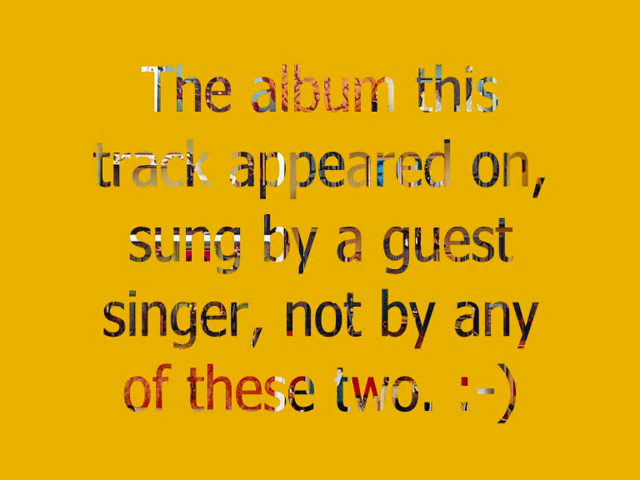 The album this
track appeared on,
sung by a guest
singer, not by any
of these two. :-)